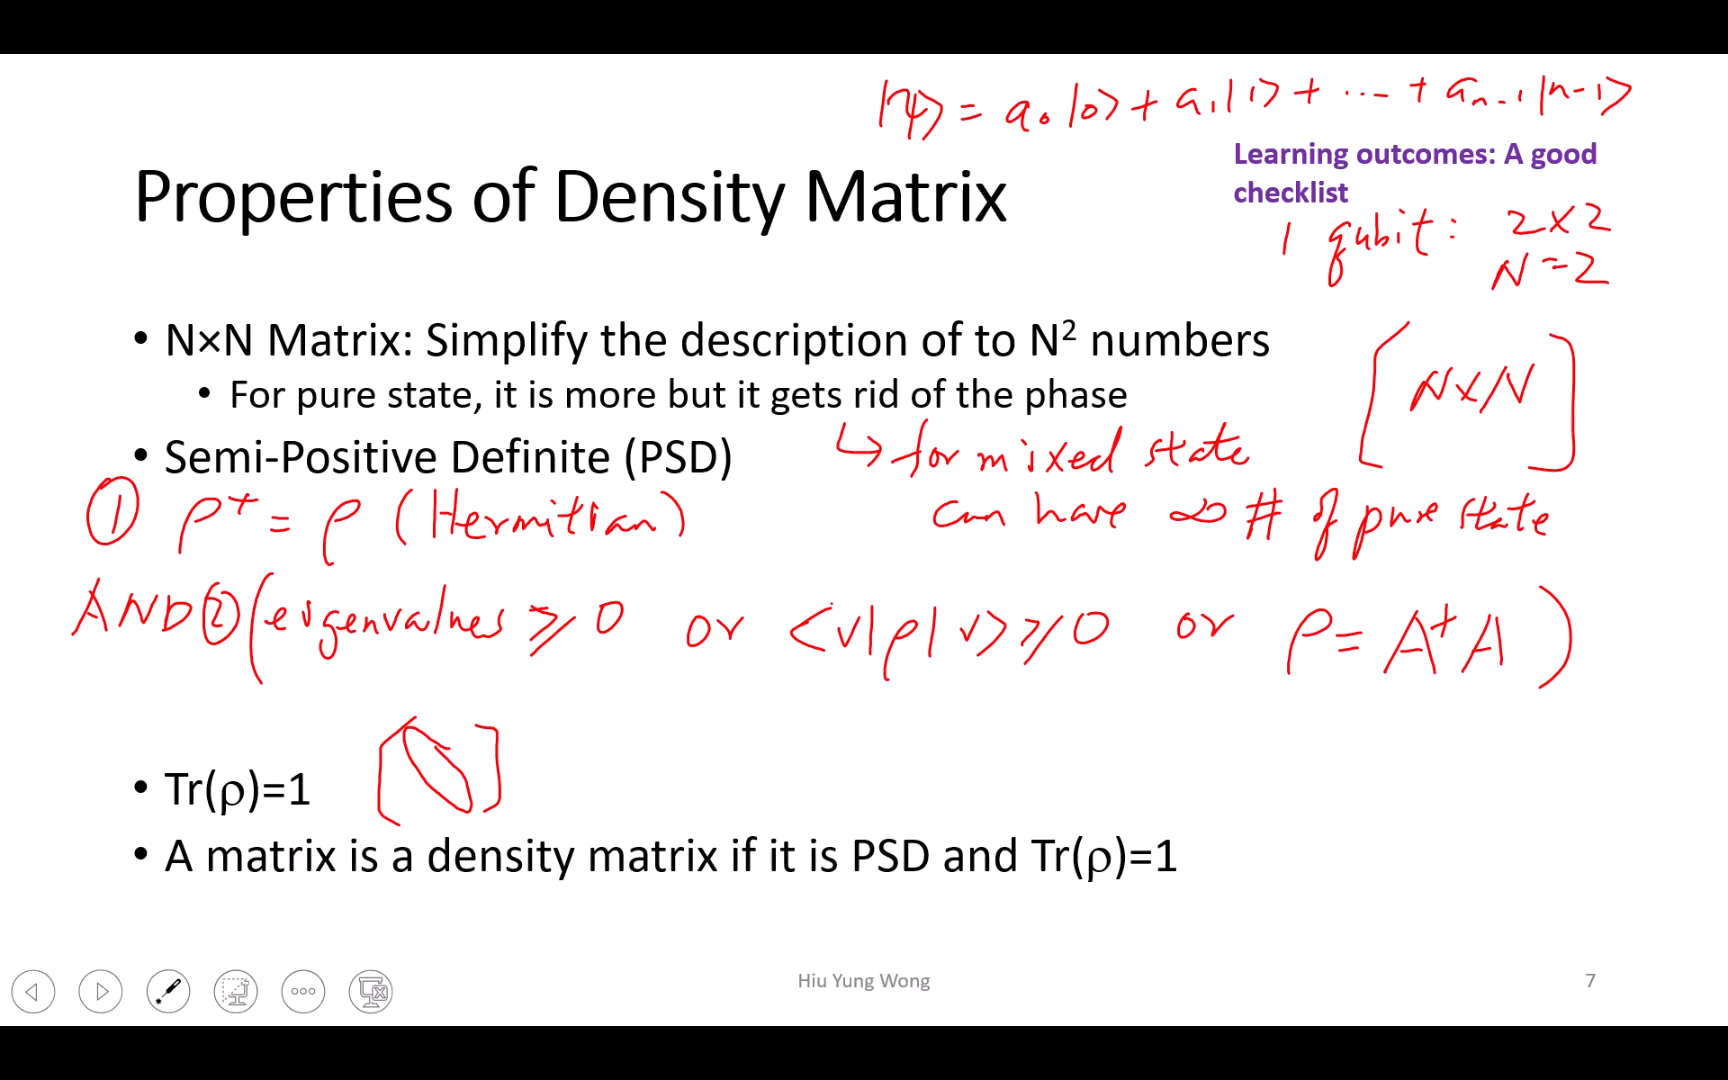 |ψ> = a₀ |0> + a₁ |1> + ... + aₙ₋₁ |n-1>
Learning outcomes: A good
checklist
Properties of Density Matrix
1 qubit: 2×2
N=2
• N×N Matrix: Simplify the description of to N² numbers
[N×N]
• For pure state, it is more but it gets rid of the phase
• Semi-Positive Definite (PSD)
↳ for mixed state
can have ∞ # of pure state
① ρ† = ρ (Hermitian)
AND ② (eigenvalues ≥ 0 or <v|ρ|v> ≥ 0 or ρ = A†A)
• Tr(ρ)=1
• A matrix is a density matrix if it is PSD and Tr(ρ)=1
Hiu Yung Wong
7